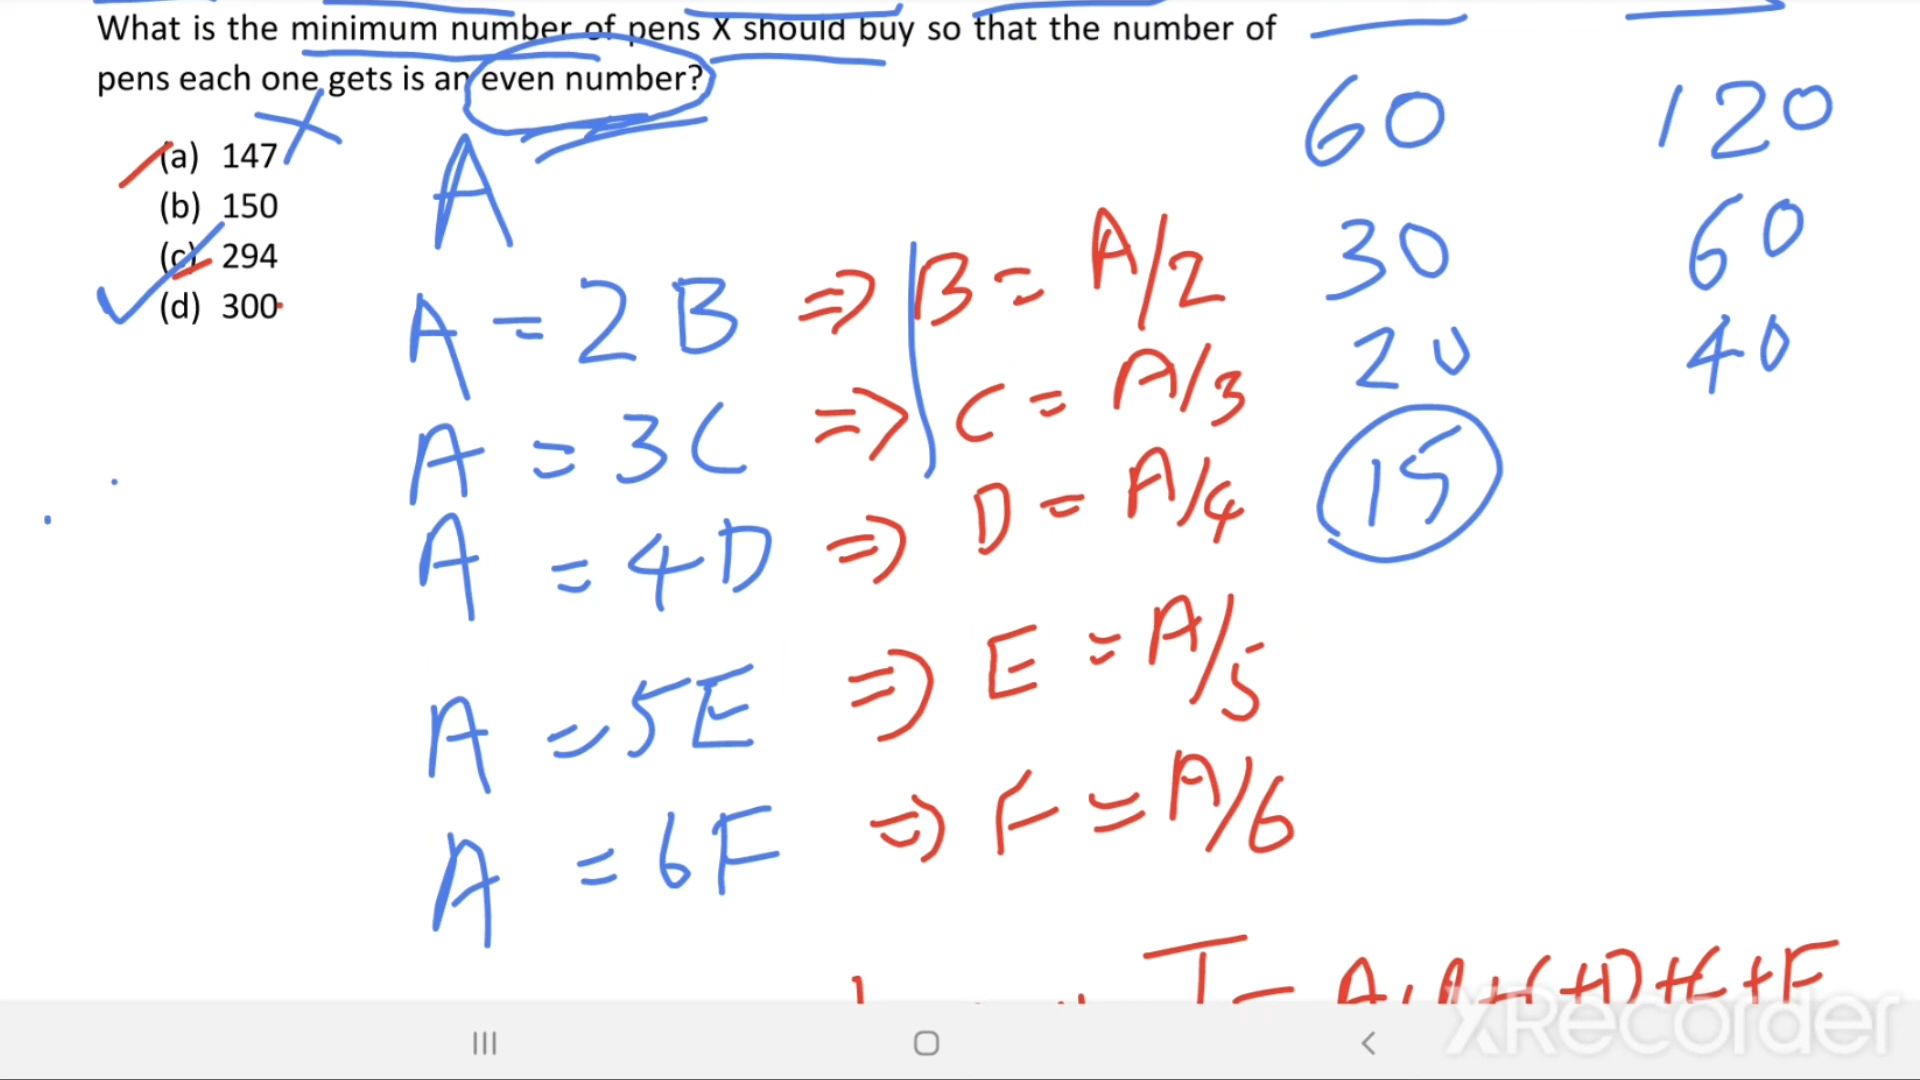 What is the minimum number of pens X should buy so that the number of
pens each one gets is an even number?
(a) 147
(b) 150
(c) 294
(d) 300
A
A = 2B => B = A/2
A = 3C => C = A/3
A = 4D => D = A/4
A = 5E => E = A/5
A = 6F => F = A/6
60 120
30 60
20 40
15
T = A+B+C+D+E+F
XRecorder